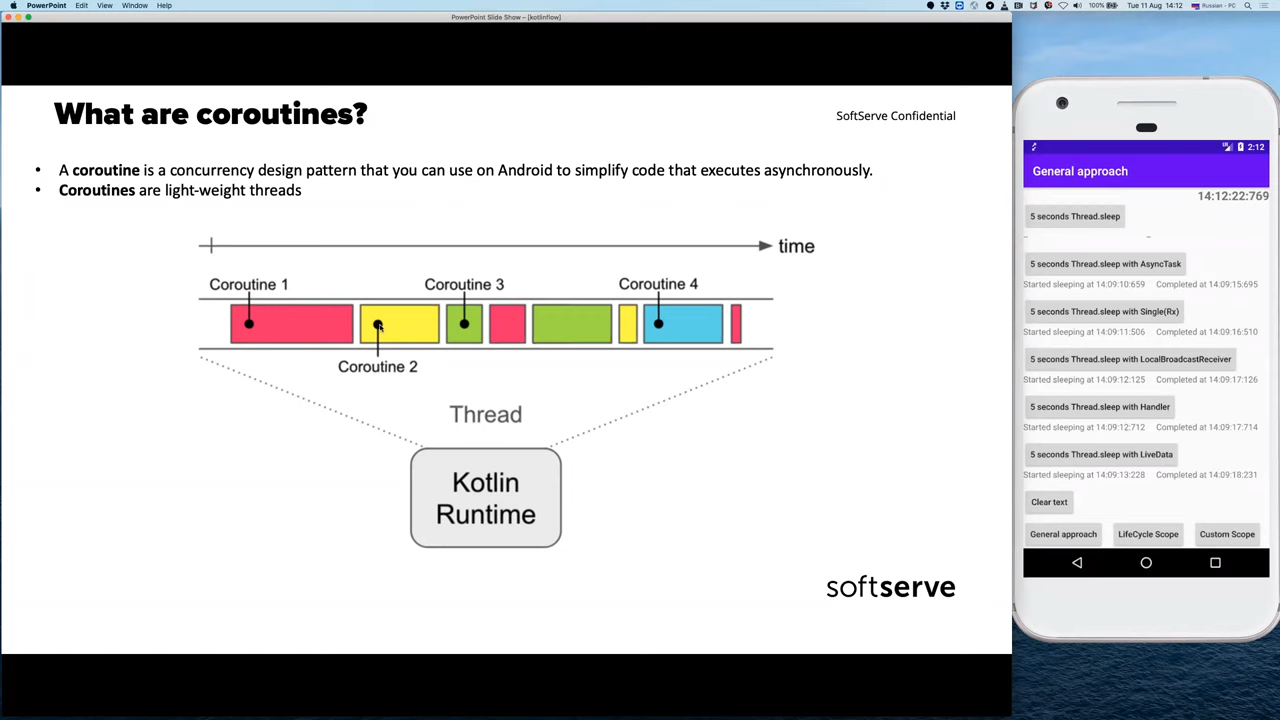 PowerPoint Edit View Window Help
100% Tue 11 Aug 14:12 Russian - PC
PowerPoint Slide Show - [kotlinflow]
What are coroutines?
SoftServe Confidential
• A coroutine is a concurrency design pattern that you can use on Android to simplify code that executes asynchronously.
• Coroutines are light-weight threads
time
Coroutine 1
Coroutine 3
Coroutine 4
Coroutine 2
Thread
Kotlin
Runtime
softserve
2:12
General approach
14:12:22:769
5 seconds Thread.sleep
5 seconds Thread.sleep with AsyncTask
Started sleeping at 14:09:10:659 Completed at 14:09:15:695
5 seconds Thread.sleep with Single(Rx)
Started sleeping at 14:09:11:506 Completed at 14:09:16:510
5 seconds Thread.sleep with LocalBroadcastReceiver
Started sleeping at 14:09:12:125 Completed at 14:09:17:126
5 seconds Thread.sleep with Handler
Started sleeping at 14:09:12:712 Completed at 14:09:17:714
5 seconds Thread.sleep with LiveData
Started sleeping at 14:09:13:228 Completed at 14:09:18:231
Clear text
General approach LifeCycle Scope Custom Scope